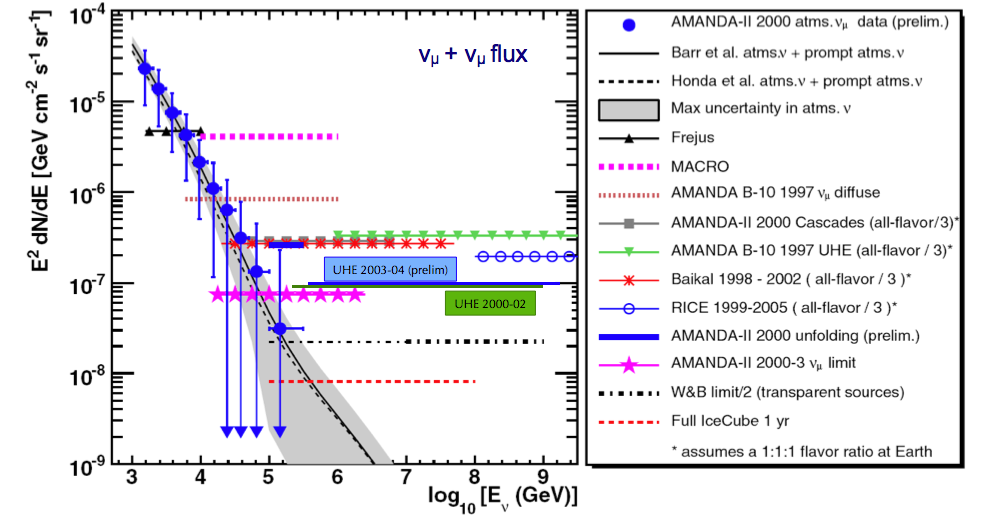 E² dN/dE [GeV cm⁻² s⁻¹ sr⁻¹]
10⁻⁴
10⁻⁵
10⁻⁶
10⁻⁷
10⁻⁸
10⁻⁹
νμ + νμ flux
UHE 2003-04 (prelim)
UHE 2000-02
3 4 5 6 7 8 9
log₁₀ [Eν (GeV)]
AMANDA-II 2000 atms. νμ data (prelim.)
Barr et al. atms.ν + prompt atms.ν
Honda et al. atms.ν + prompt atms.ν
Max uncertainty in atms. ν
Frejus
MACRO
AMANDA B-10 1997 νμ diffuse
AMANDA-II 2000 Cascades (all-flavor/3)*
AMANDA B-10 1997 UHE (all-flavor / 3)*
Baikal 1998 - 2002 ( all-flavor / 3 )*
RICE 1999-2005 ( all-flavor / 3 )*
AMANDA-II 2000 unfolding (prelim.)
AMANDA-II 2000-3 νμ limit
W&B limit/2 (transparent sources)
Full IceCube 1 yr
* assumes a 1:1:1 flavor ratio at Earth